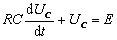 RC dU_C/dt + U_C = E